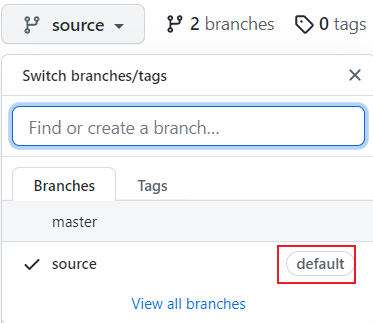 source 2 branches 0 tags
Switch branches/tags
Find or create a branch...
Branches Tags
master
source default
View all branches